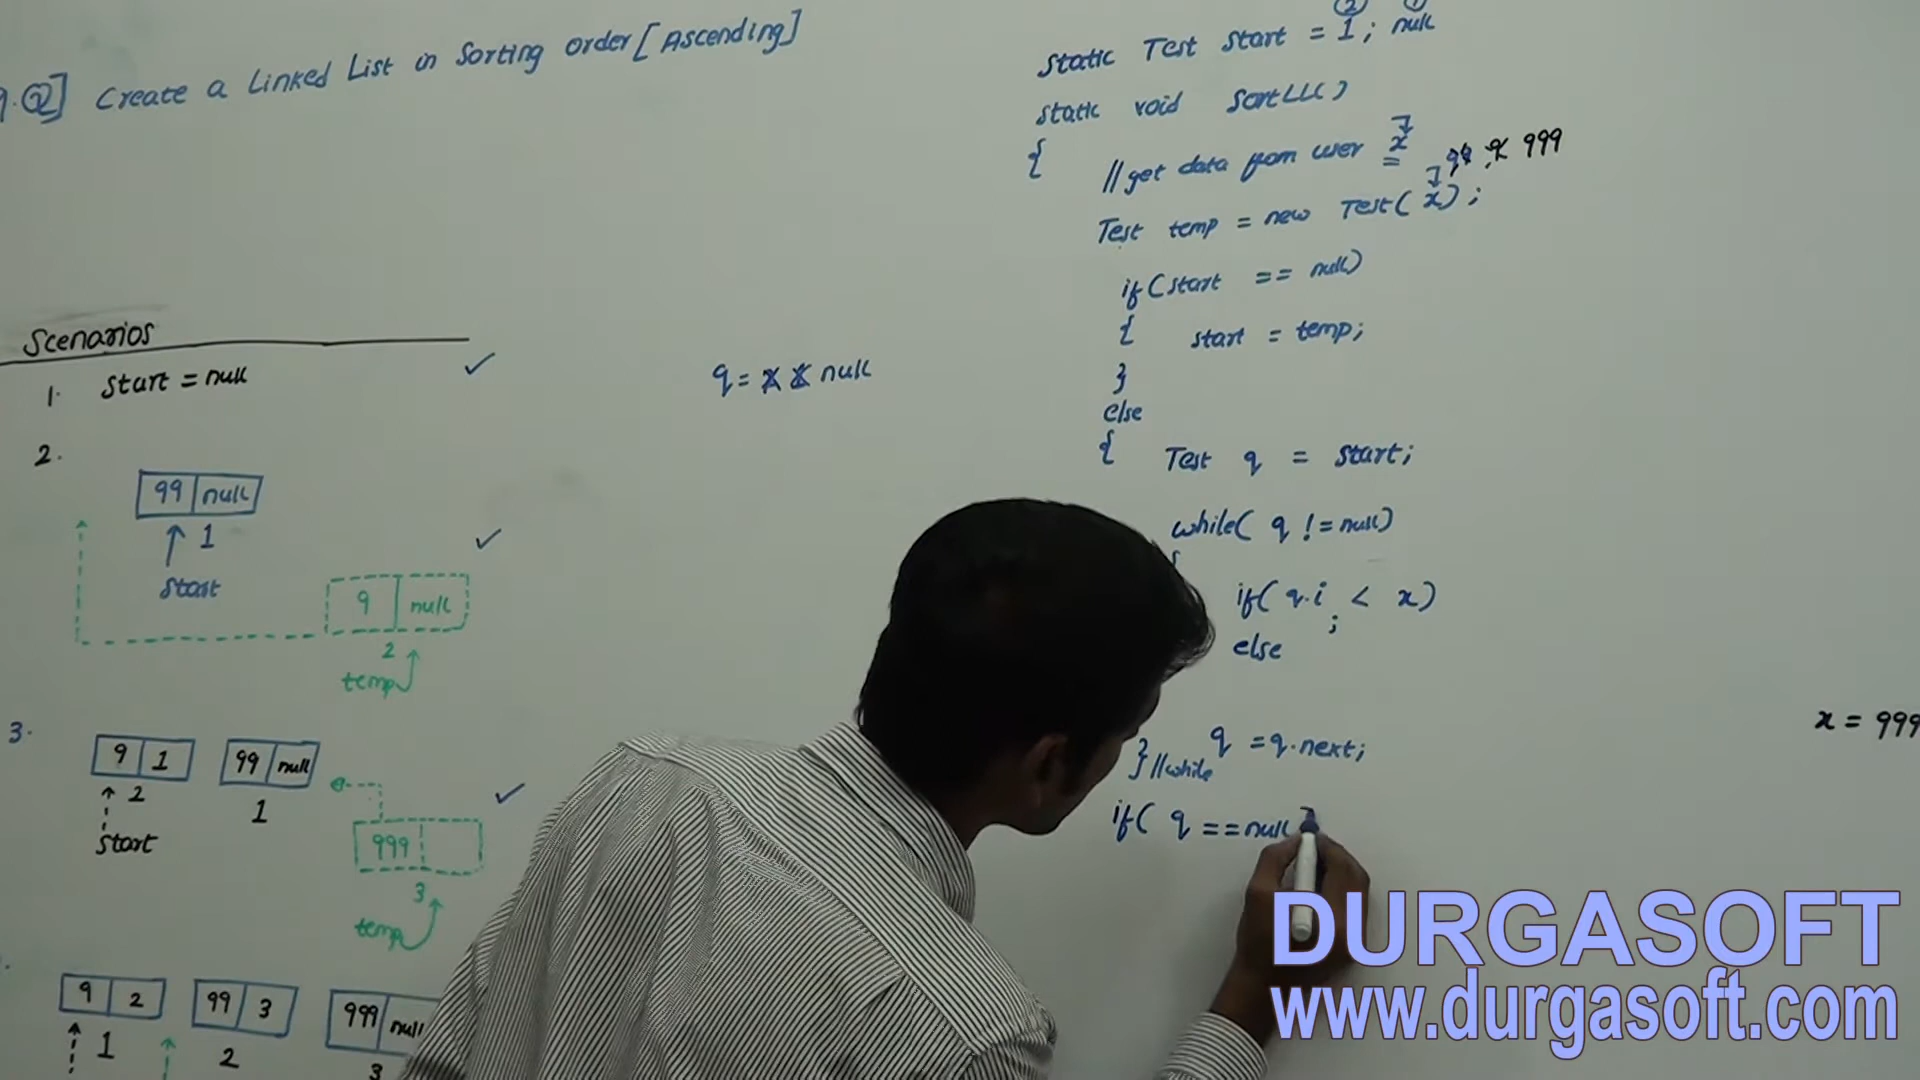 9.Q] Create a Linked List in Sorting order [Ascending]
Scenarios
1. start = null
2.
99 null
1
start
9 null
2
temp
3.
9 1 99 null
2 1
start
999
3
temp
9 2 99 3 999 null
1 2 3
q = null
2 1
static Test start = 1; null
static void SortLL()
{
//get data from user x
99 9 999
Test temp = new Test(x);
if(start == null)
{ start = temp;
}
else
{ Test q = start;
while( q != null)
{
if( q.i < x)
;
else
q = q.next;
} //while
if( q == null
x = 999
DURGASOFT
www.durgasoft.com